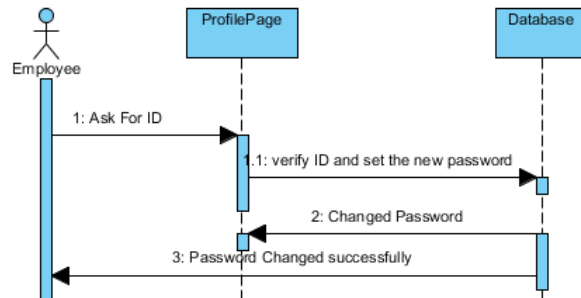 ProfilePage
Database
Employee
1: Ask For ID
1.1: verify ID and set the new password
2: Changed Password
3: Password Changed successfully